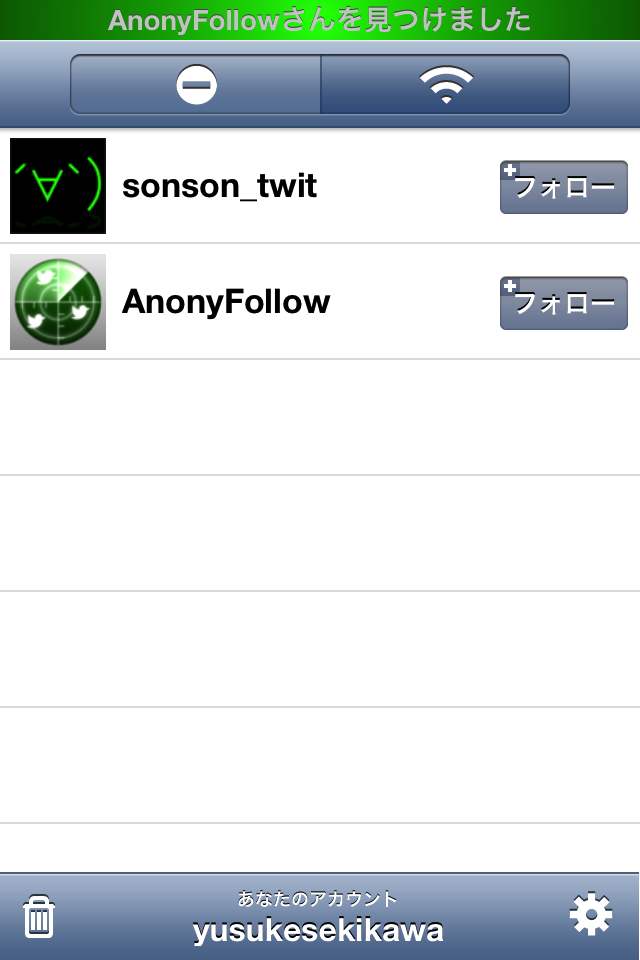 AnonyFollowさんを見つけました
sonson_twit
フォロー
AnonyFollow
フォロー
あなたのアカウント
yusukesekikawa